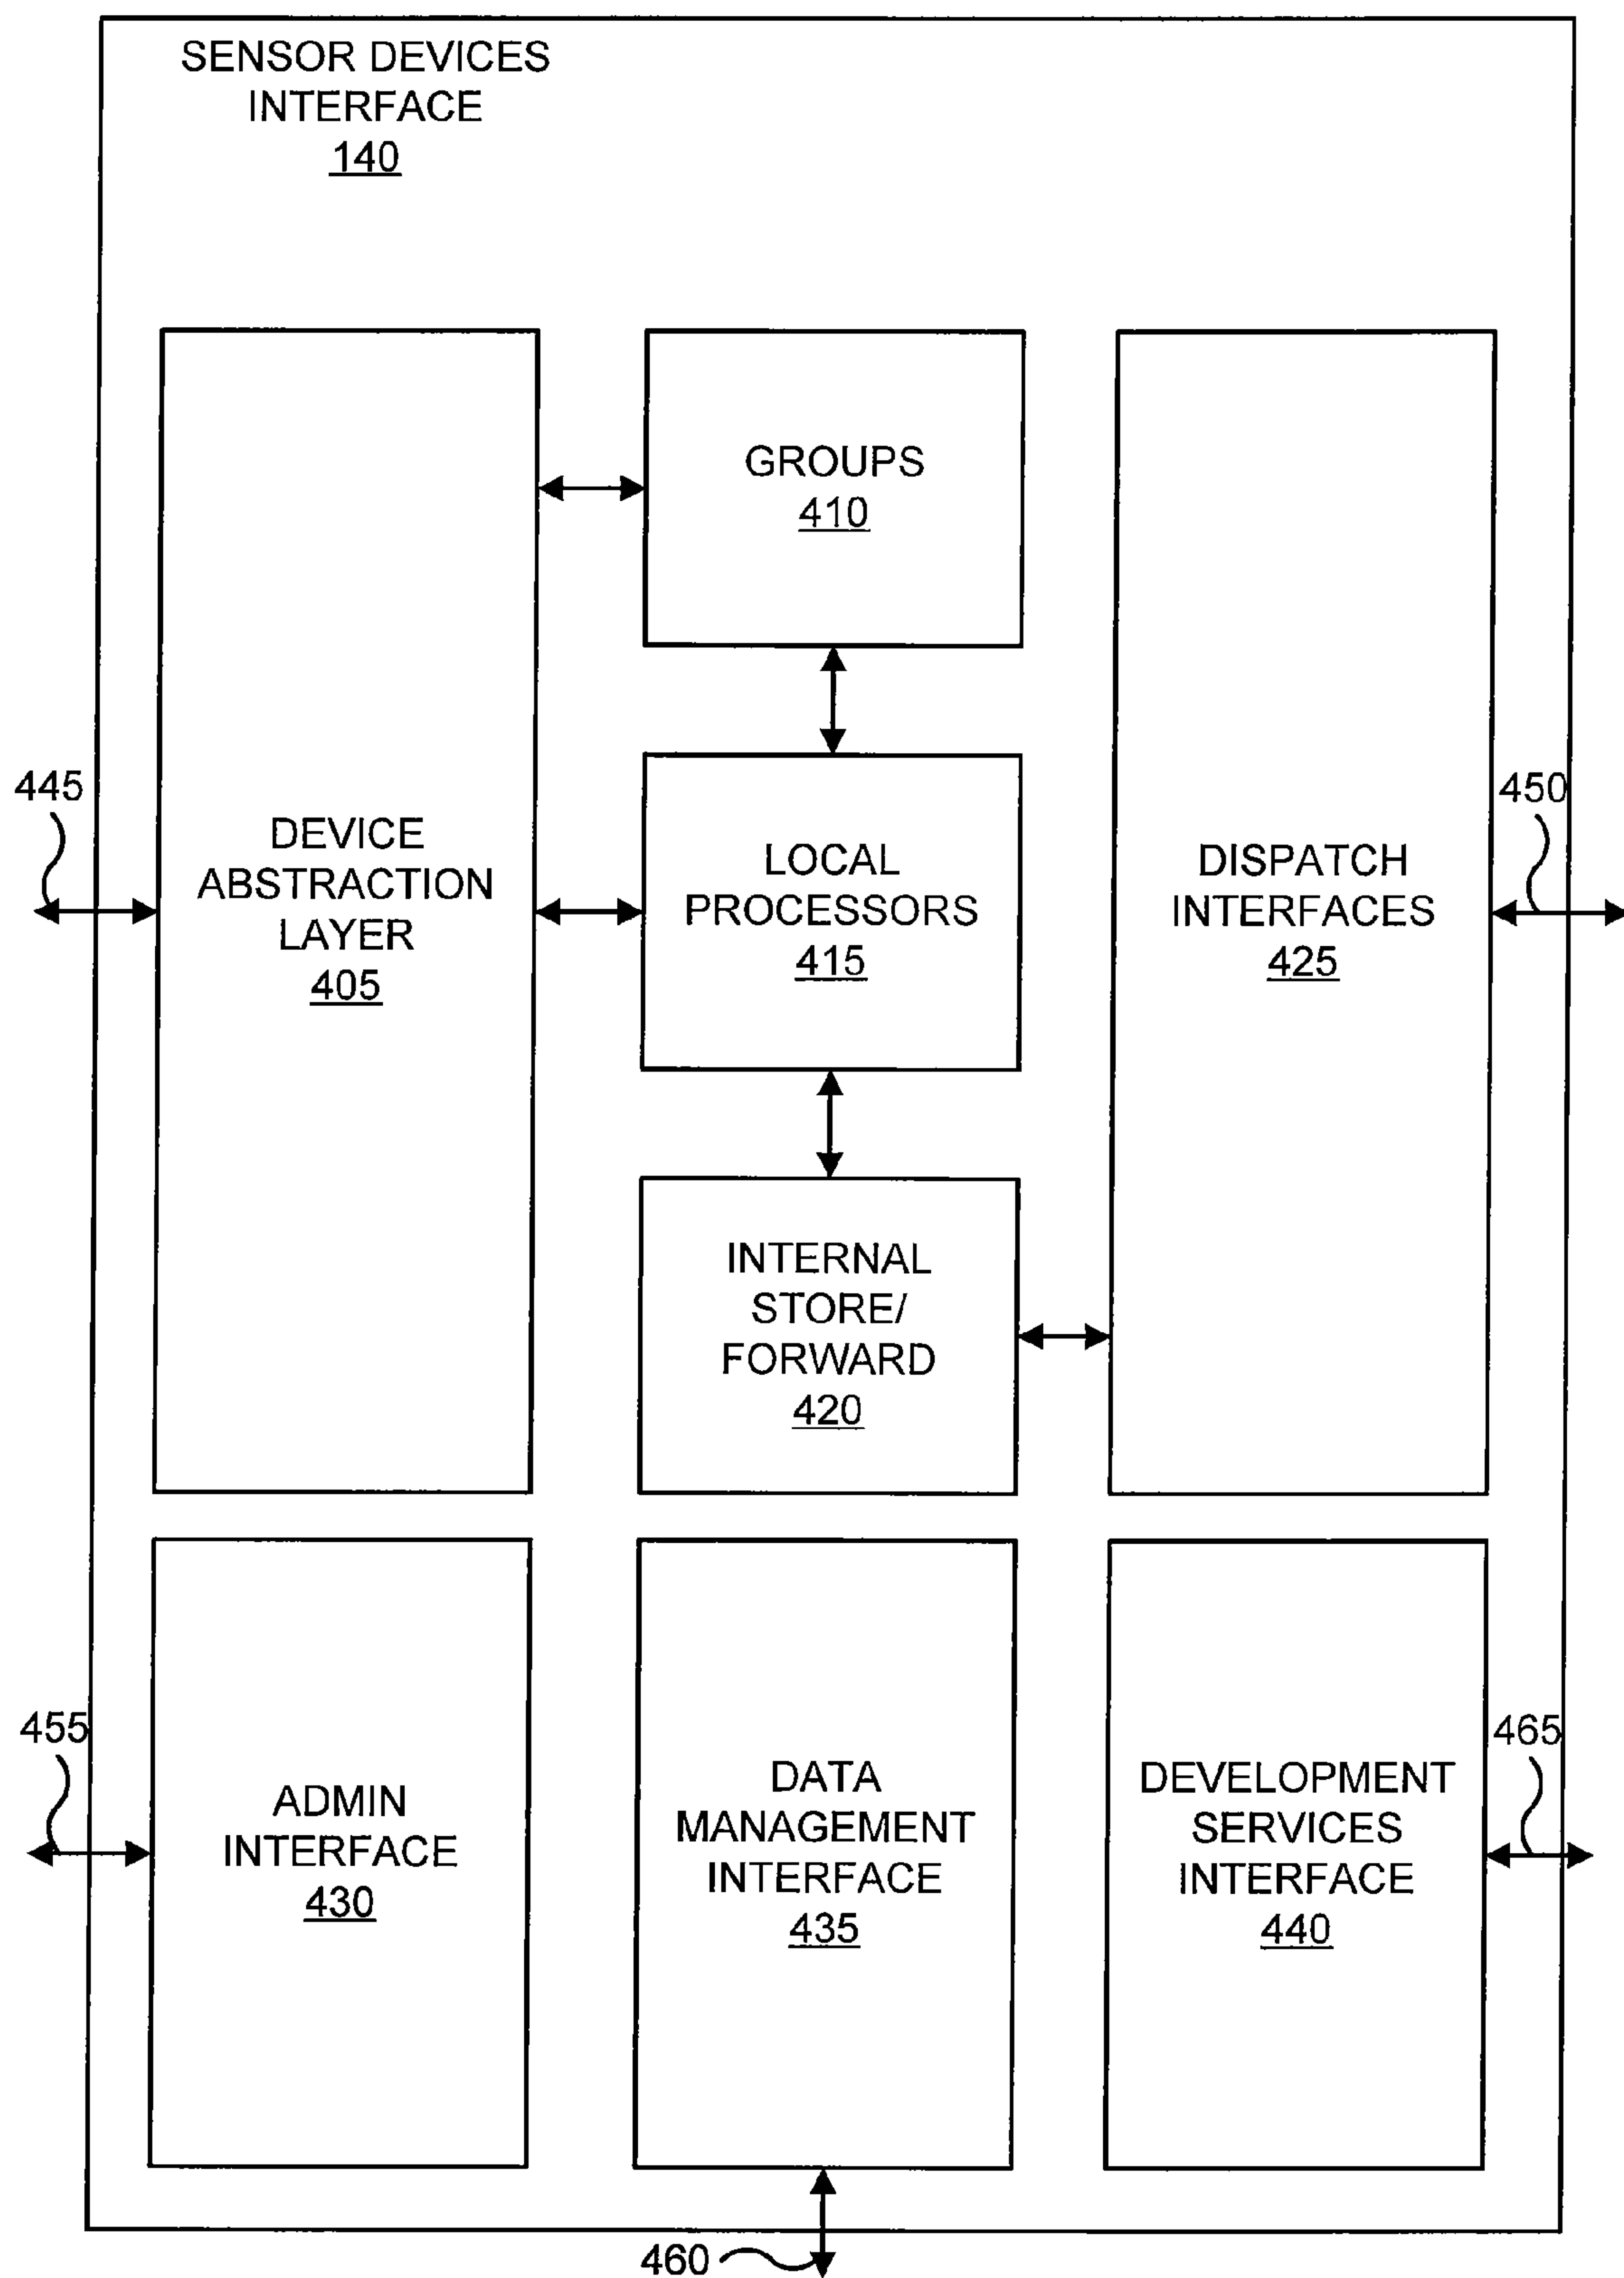 SENSOR DEVICES
INTERFACE
140
GROUPS
410
445
DEVICE
ABSTRACTION
LAYER
405
LOCAL
PROCESSORS
415
450
DISPATCH
INTERFACES
425
INTERNAL
STORE/
FORWARD
420
455
ADMIN
INTERFACE
430
DATA
MANAGEMENT
INTERFACE
435
465
DEVELOPMENT
SERVICES
INTERFACE
440
460